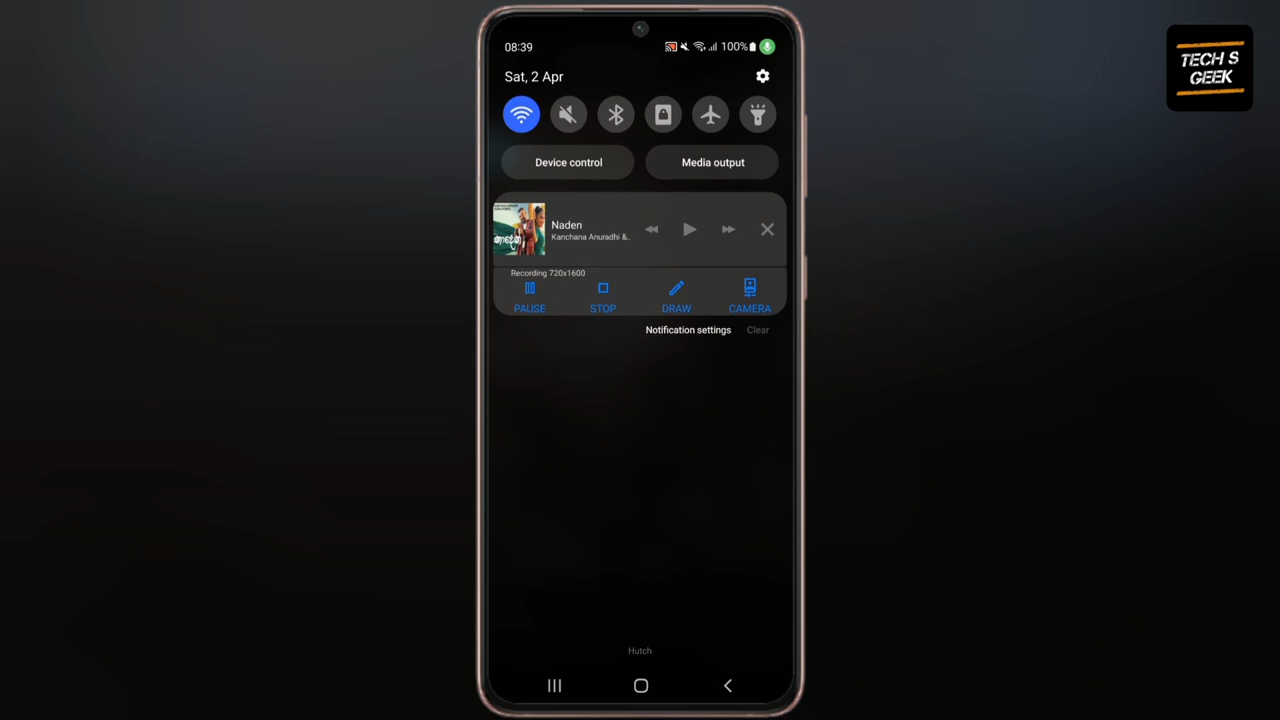 08:39
100%
Sat, 2 Apr
Device control
Media output
Naden
Kanchana Anuradhi &..
Recording 720x1600
PAUSE
STOP
DRAW
CAMERA
Notification settings
Clear
Hutch
TECH S
GEEK